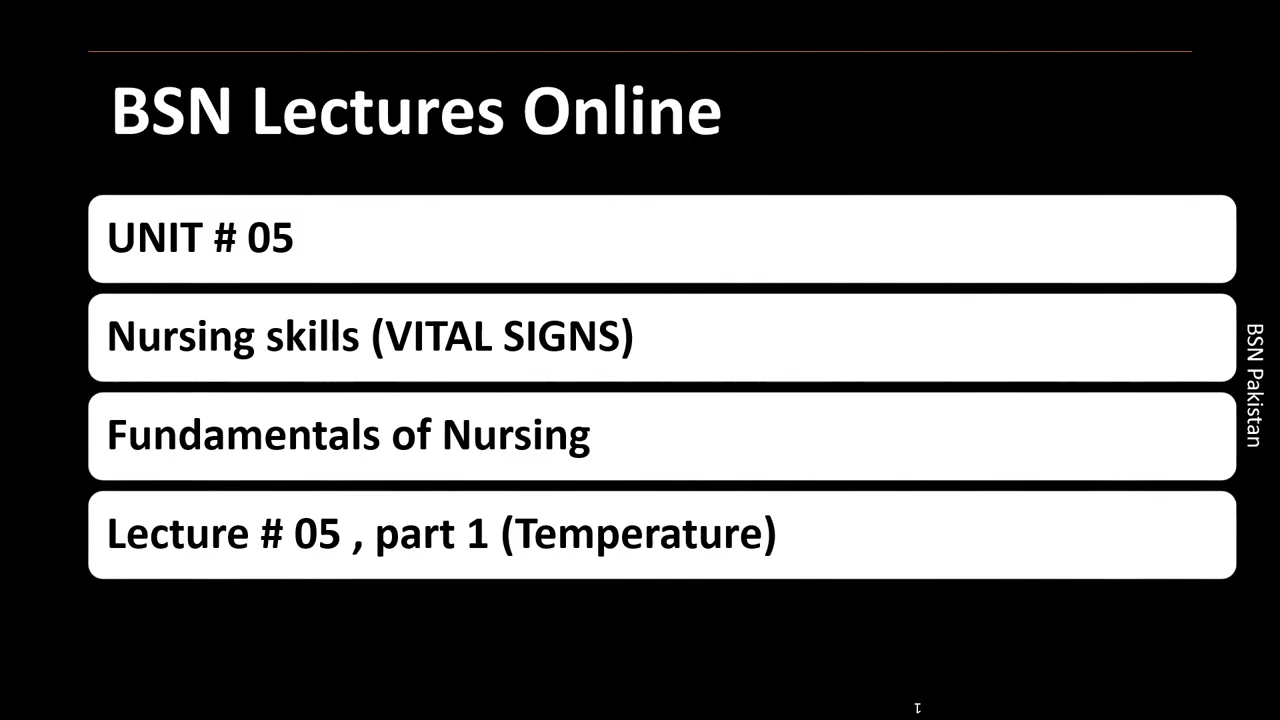 BSN Lectures Online
UNIT # 05
Nursing skills (VITAL SIGNS)
Fundamentals of Nursing
Lecture # 05 , part 1 (Temperature)
BSN Pakistan
1